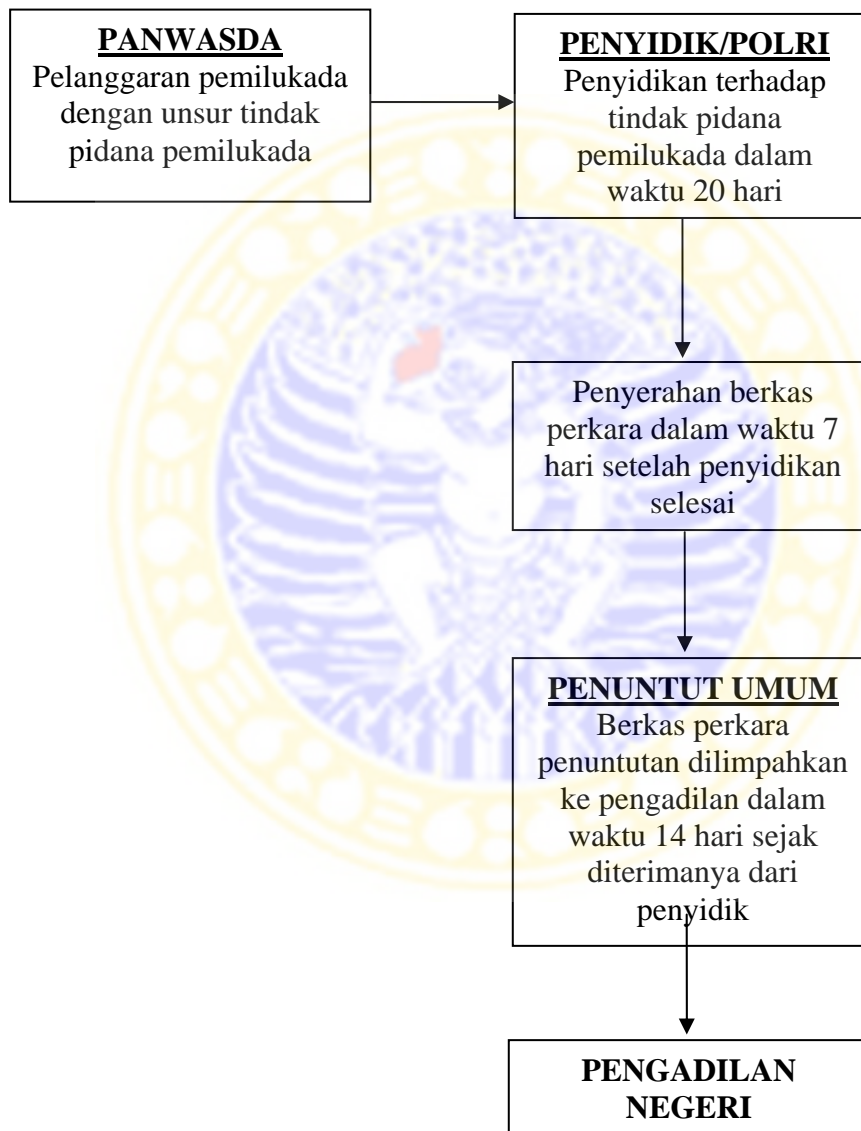 PANWASDA
Pelanggaran pemilukada
dengan unsur tindak
pidana pemilukada
PENYIDIK/POLRI
Penyidikan terhadap
tindak pidana
pemilukada dalam
waktu 20 hari
Penyerahan berkas
perkara dalam waktu 7
hari setelah penyidikan
selesai
PENUNTUT UMUM
Berkas perkara
penuntutan dilimpahkan
ke pengadilan dalam
waktu 14 hari sejak
diterimanya dari
penyidik
PENGADILAN
NEGERI